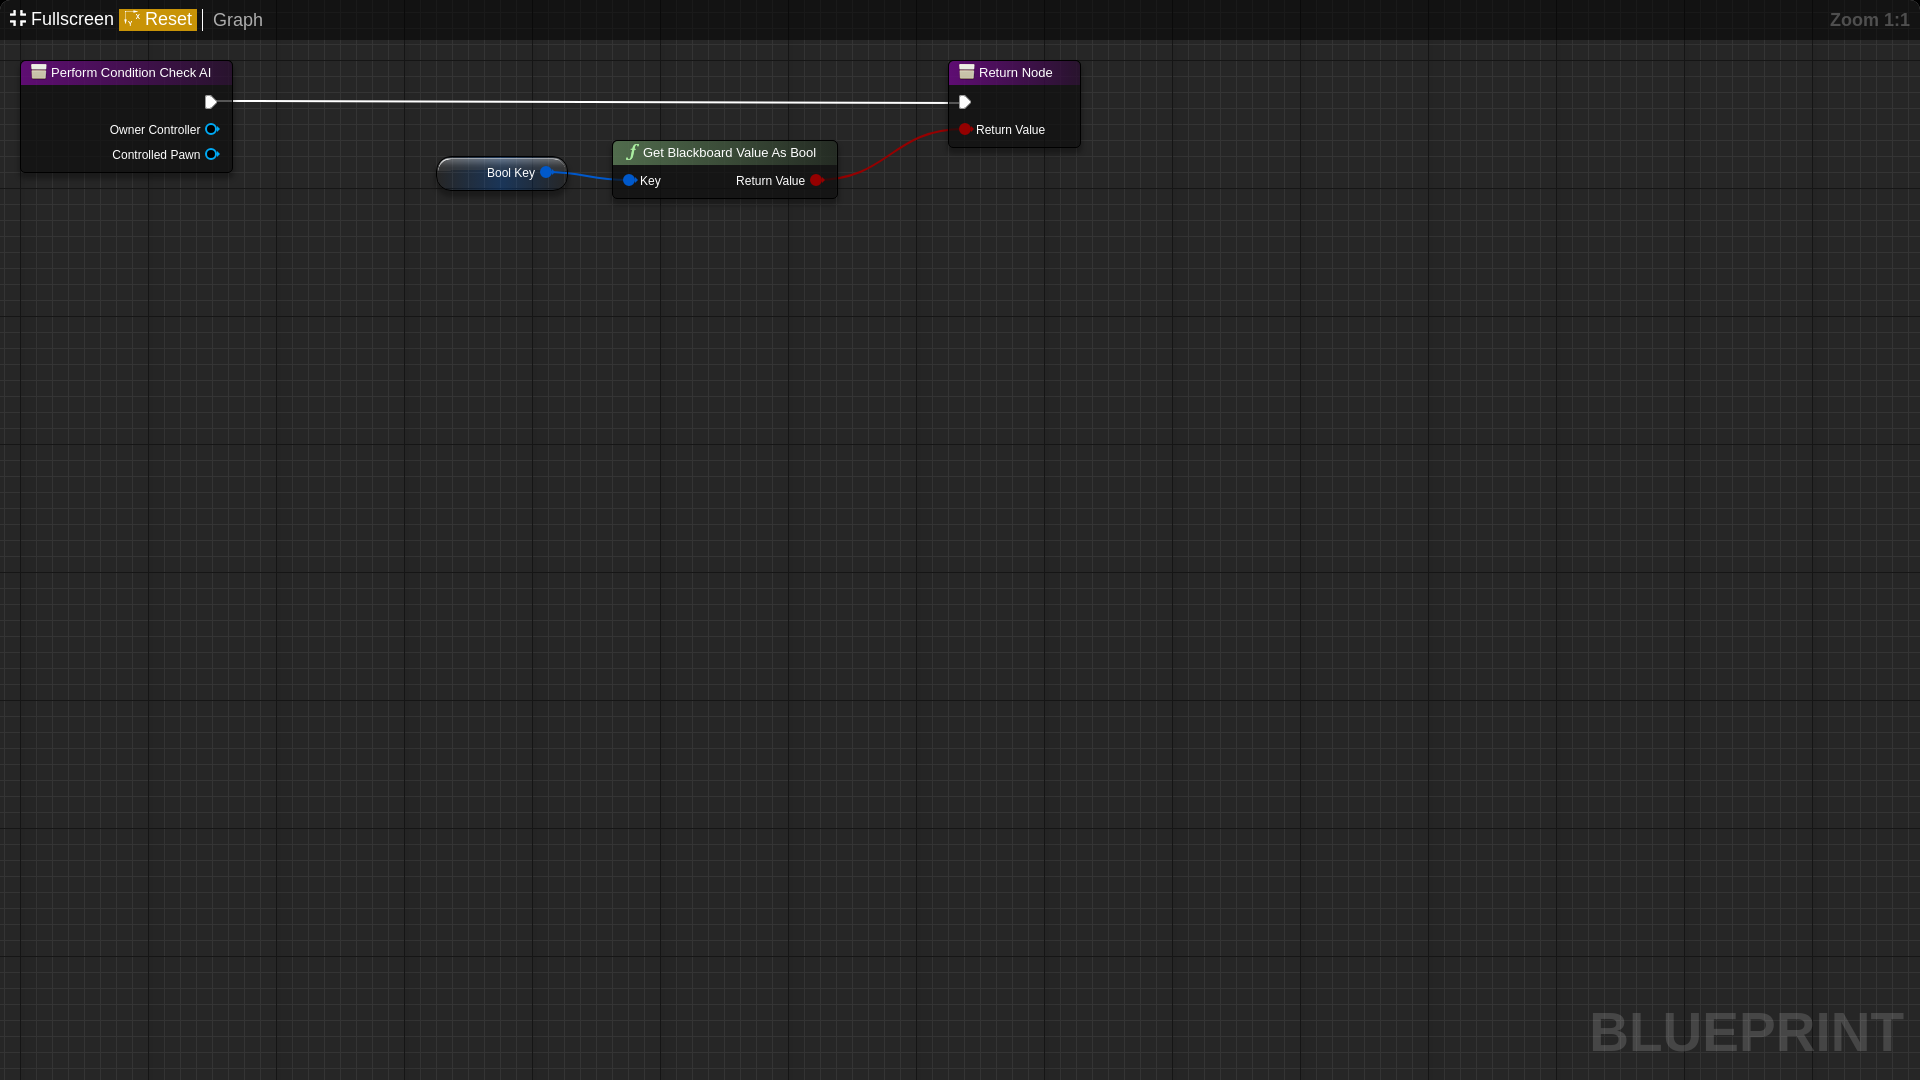 Fullscreen Reset Graph Zoom 1:1
Perform Condition Check AI
Owner Controller
Controlled Pawn
Bool Key
Get Blackboard Value As Bool
Key Return Value
Return Node
Return Value
BLUEPRINT